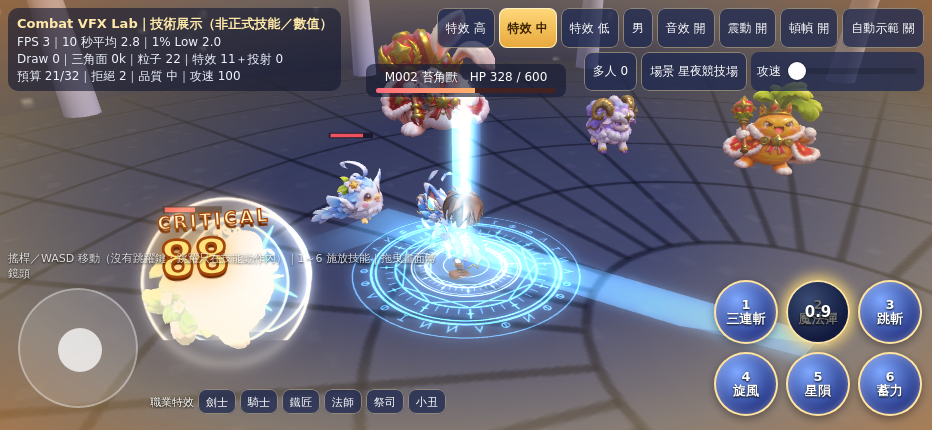 Combat VFX Lab｜技術展示（非正式技能／數值）
FPS 3｜10 秒平均 2.8｜1% Low 2.0
Draw 0｜三角面 0k｜粒子 22｜特效 11＋投射 0
預算 21/32｜拒絕 2｜品質 中｜攻速 100
特效 高
特效 中
特效 低
男
音效 開
震動 開
頓幀 開
自動示範 關
多人 0
場景 星夜競技場
攻速
M002 苔角獸 HP 328 / 600
CRITICAL
88
搖桿／WASD 移動（沒有跳躍鍵
1～6 施放技能｜拖曳畫面
鏡頭
1
三連斬
2
魔法彈
0.9
3
跳斬
4
旋風
5
星隕
6
蓄力
職業特效
劍士
騎士
鐵匠
法師
祭司
小丑